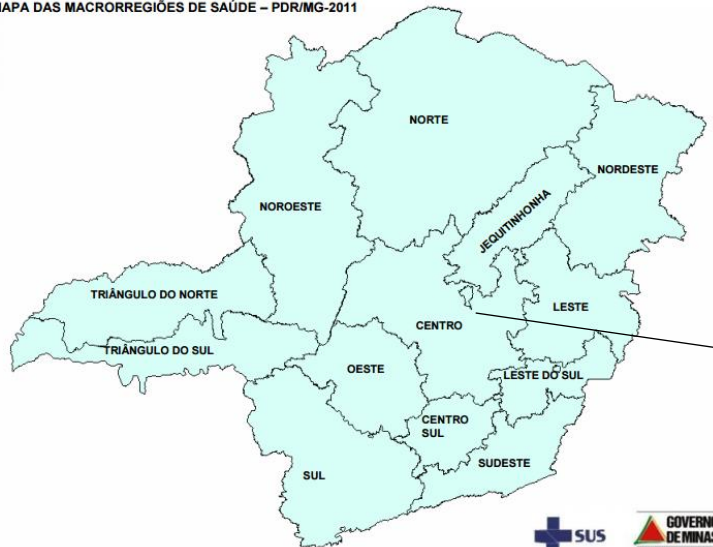 MAPA DAS MACRORREGIÕES DE SAÚDE – PDR/MG-2011
NORTE
NORDESTE
JEQUITINHONHA
NOROESTE
TRIÂNGULO DO NORTE
LESTE
CENTRO
TRIÂNGULO DO SUL
OESTE
LESTE DO SUL
CENTRO
SUL
SUDESTE
SUL
SUS
GOVERNO
DE MINAS